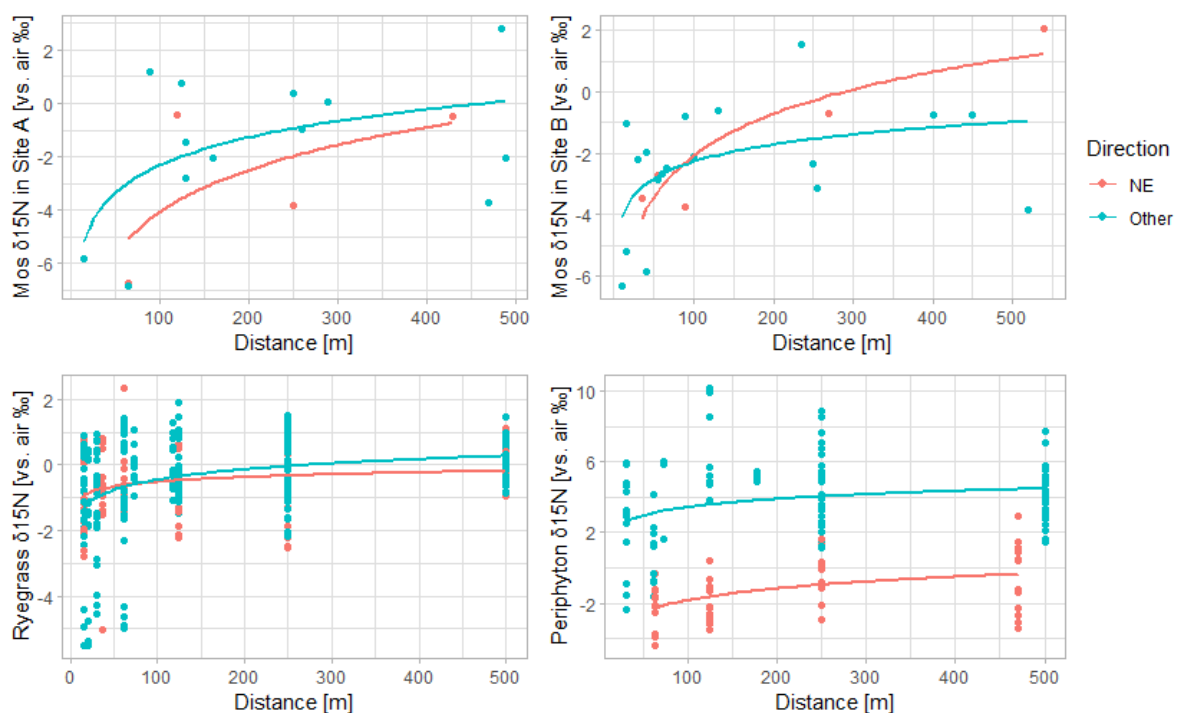 Mos δ15N in Site A [vs. air ‰]
2
0
-2
-4
-6
100 200 300 400 500
Distance [m]
Mos δ15N in Site B [vs. air ‰]
2
0
-2
-4
-6
100 200 300 400 500
Distance [m]
Direction
NE
Other
Ryegrass δ15N [vs. air ‰]
2
0
-2
-4
0 100 200 300 400 500
Distance [m]
Periphyton δ15N [vs. air ‰]
10
6
2
-2
100 200 300 400 500
Distance [m]